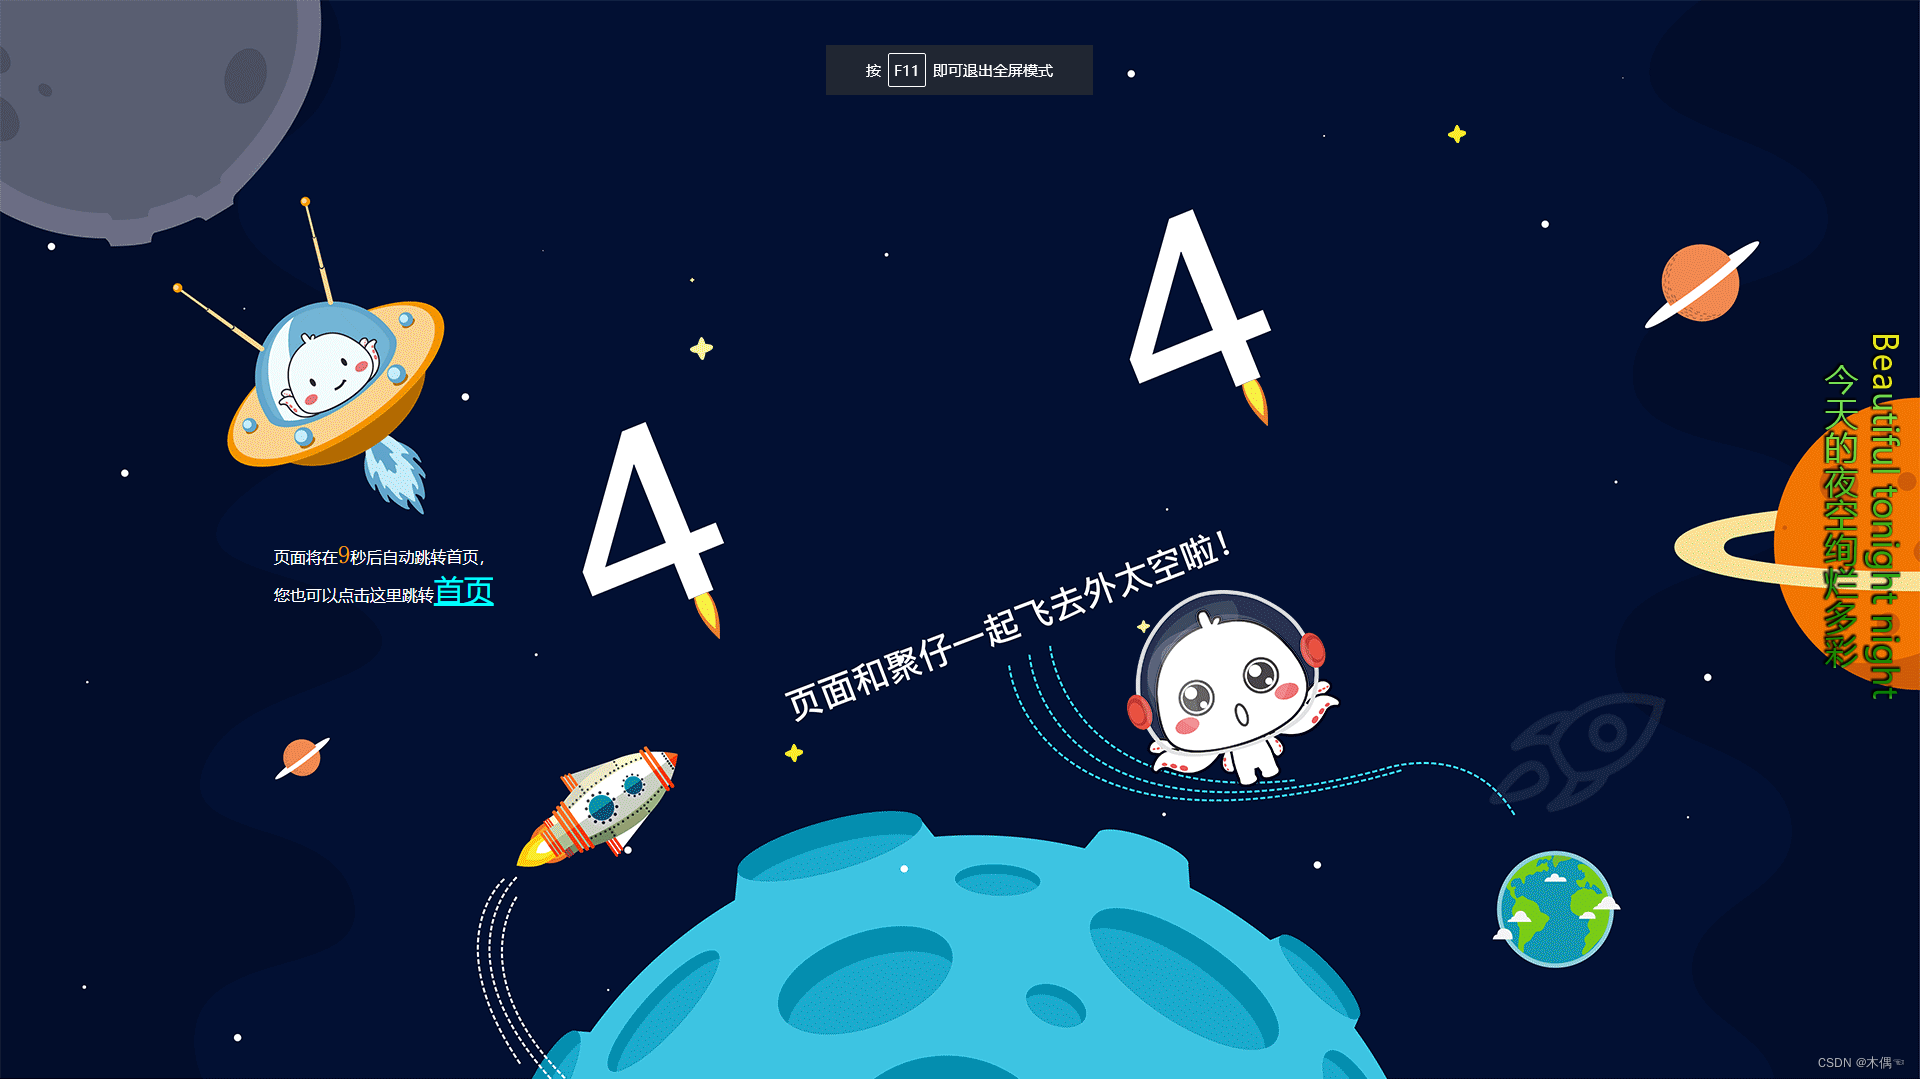 按 F11 即可退出全屏模式
4
4
页面将在9秒后自动跳转首页，
您也可以点击这里跳转首页
页面和聚仔一起飞去外太空啦！
Beautiful tonight night
今天的夜空绚烂多彩
CSDN @木偶☜